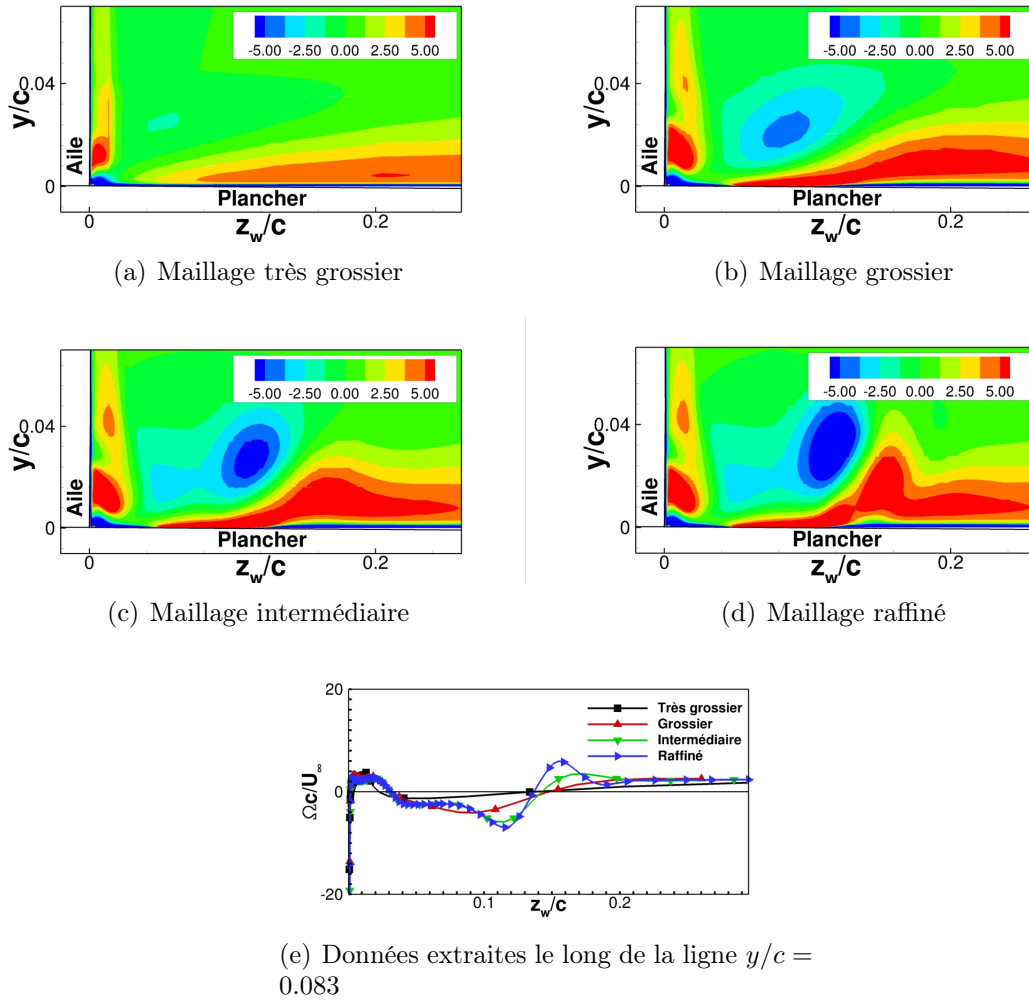 -5.00 -2.50 0.00 2.50 5.00
0.04
y/c
Aile
0
Plancher
0
0.2
z_w/c
(a) Maillage très grossier
-5.00 -2.50 0.00 2.50 5.00
0.04
y/c
Aile
0
Plancher
0
0.2
z_w/c
(b) Maillage grossier
-5.00 -2.50 0.00 2.50 5.00
0.04
y/c
Aile
0
Plancher
0
0.2
z_w/c
(c) Maillage intermédiaire
-5.00 -2.50 0.00 2.50 5.00
0.04
y/c
Aile
0
Plancher
0
0.2
z_w/c
(d) Maillage raffiné
20
Très grossier
Grossier
Intermédiaire
Raffiné
Ωc/U_∞
0
-20
0.1
0.2
z_w/c
(e) Données extraites le long de la ligne y/c =
0.083